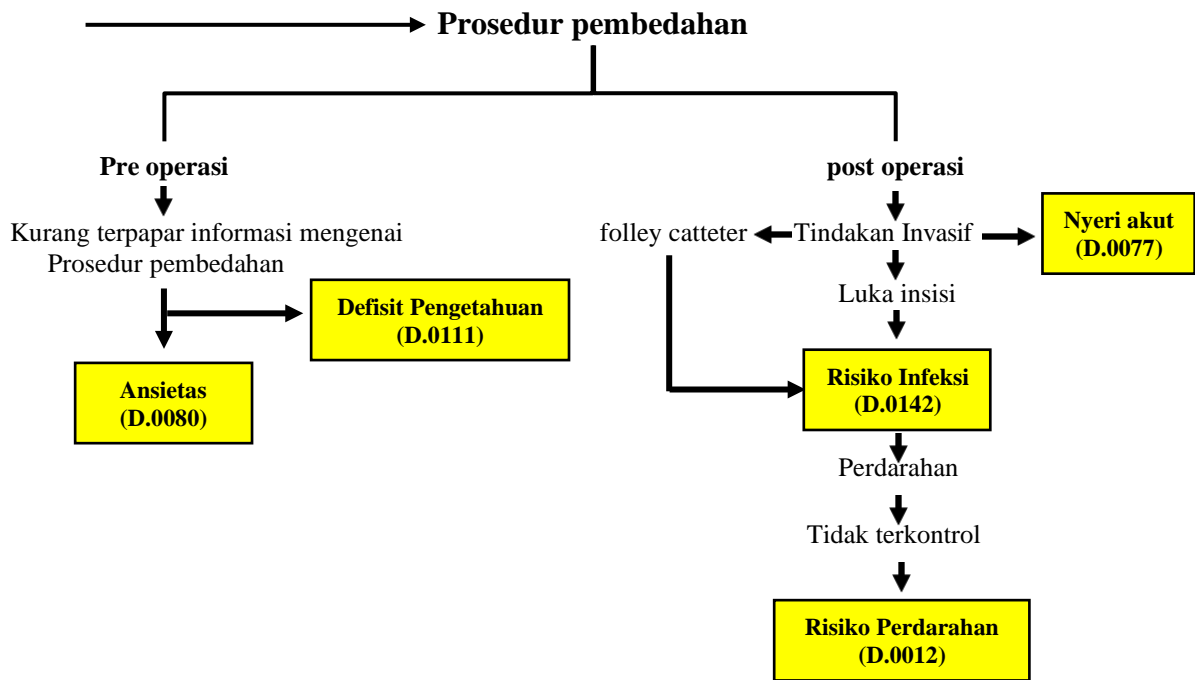 Prosedur pembedahan
Pre operasi
Kurang terpapar informasi mengenai
Prosedur pembedahan
Defisit Pengetahuan
(D.0111)
Ansietas
(D.0080)
post operasi
folley catteter
Tindakan Invasif
Nyeri akut
(D.0077)
Luka insisi
Risiko Infeksi
(D.0142)
Perdarahan
Tidak terkontrol
Risiko Perdarahan
(D.0012)